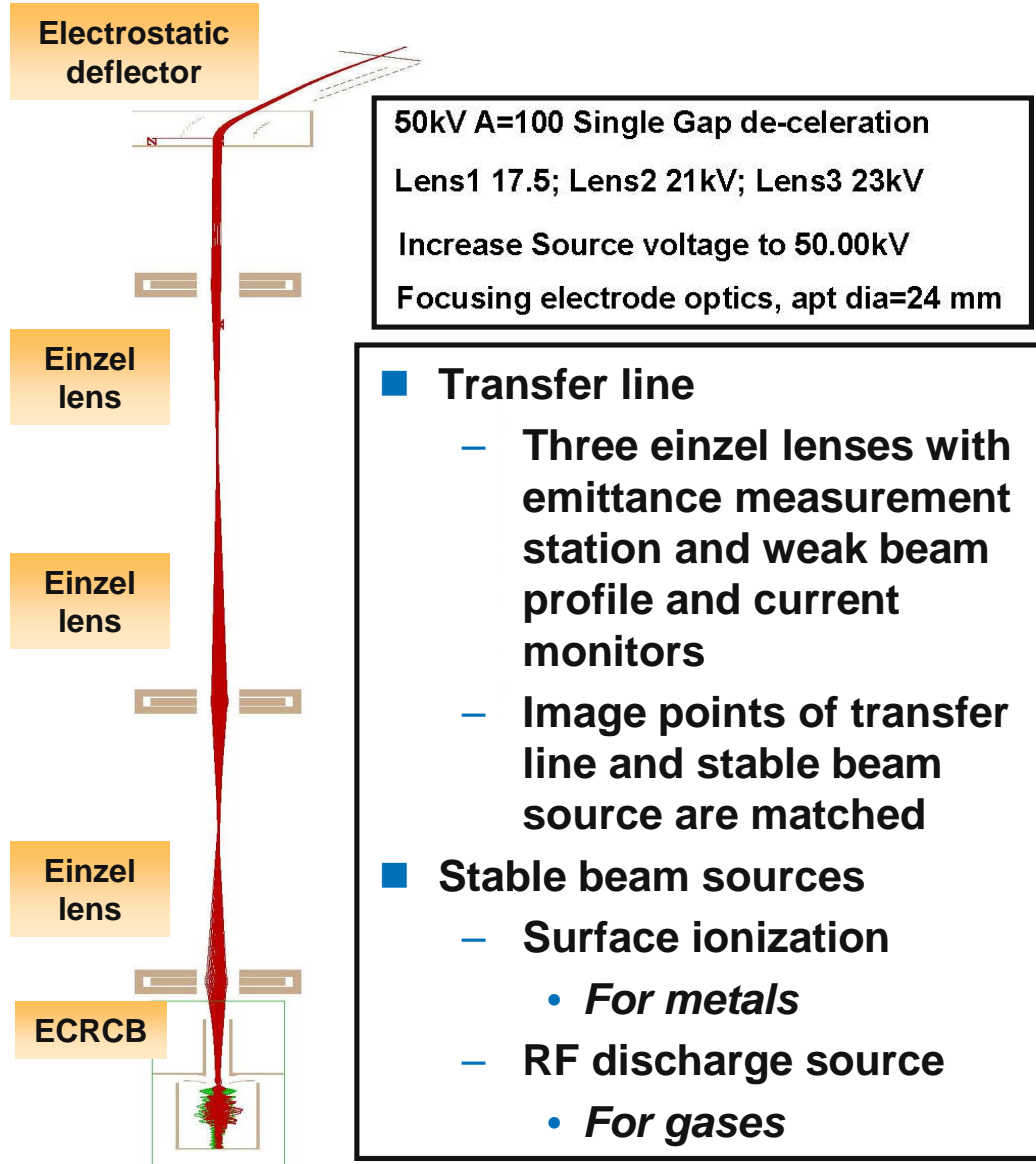 Electrostatic
deflector
50kV A=100 Single Gap de-celeration
Lens1 17.5; Lens2 21kV; Lens3 23kV
Increase Source voltage to 50.00kV
Focusing electrode optics, apt dia=24 mm
Einzel
lens
Einzel
lens
Einzel
lens
ECRCB
■ Transfer line
– Three einzel lenses with
emittance measurement
station and weak beam
profile and current
monitors
– Image points of transfer
line and stable beam
source are matched
■ Stable beam sources
– Surface ionization
• For metals
– RF discharge source
• For gases